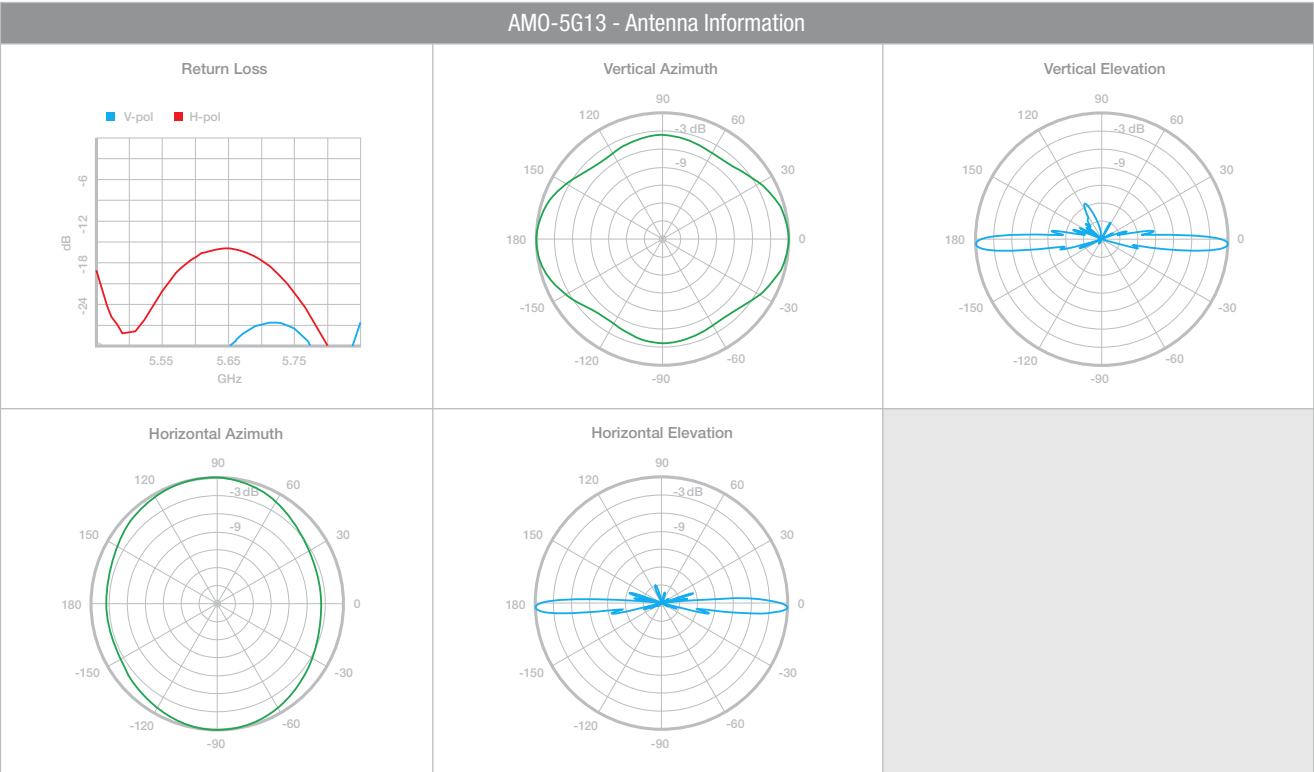 AMO-5G13 - Antenna Information
Return Loss
V-pol H-pol
-6
-12
-18
-24
dB
5.55 5.65 5.75
GHz
Vertical Azimuth
90
120 60
-3 dB
-9
150 30
180 0
-150 -30
-120 -60
-90
Vertical Elevation
90
120 60
-3 dB
-9
150 30
180 0
-150 -30
-120 -60
-90
Horizontal Azimuth
90
120 60
-3 dB
-9
150 30
180 0
-150 -30
-120 -60
-90
Horizontal Elevation
90
120 60
-3 dB
-9
150 30
180 0
-150 -30
-120 -60
-90